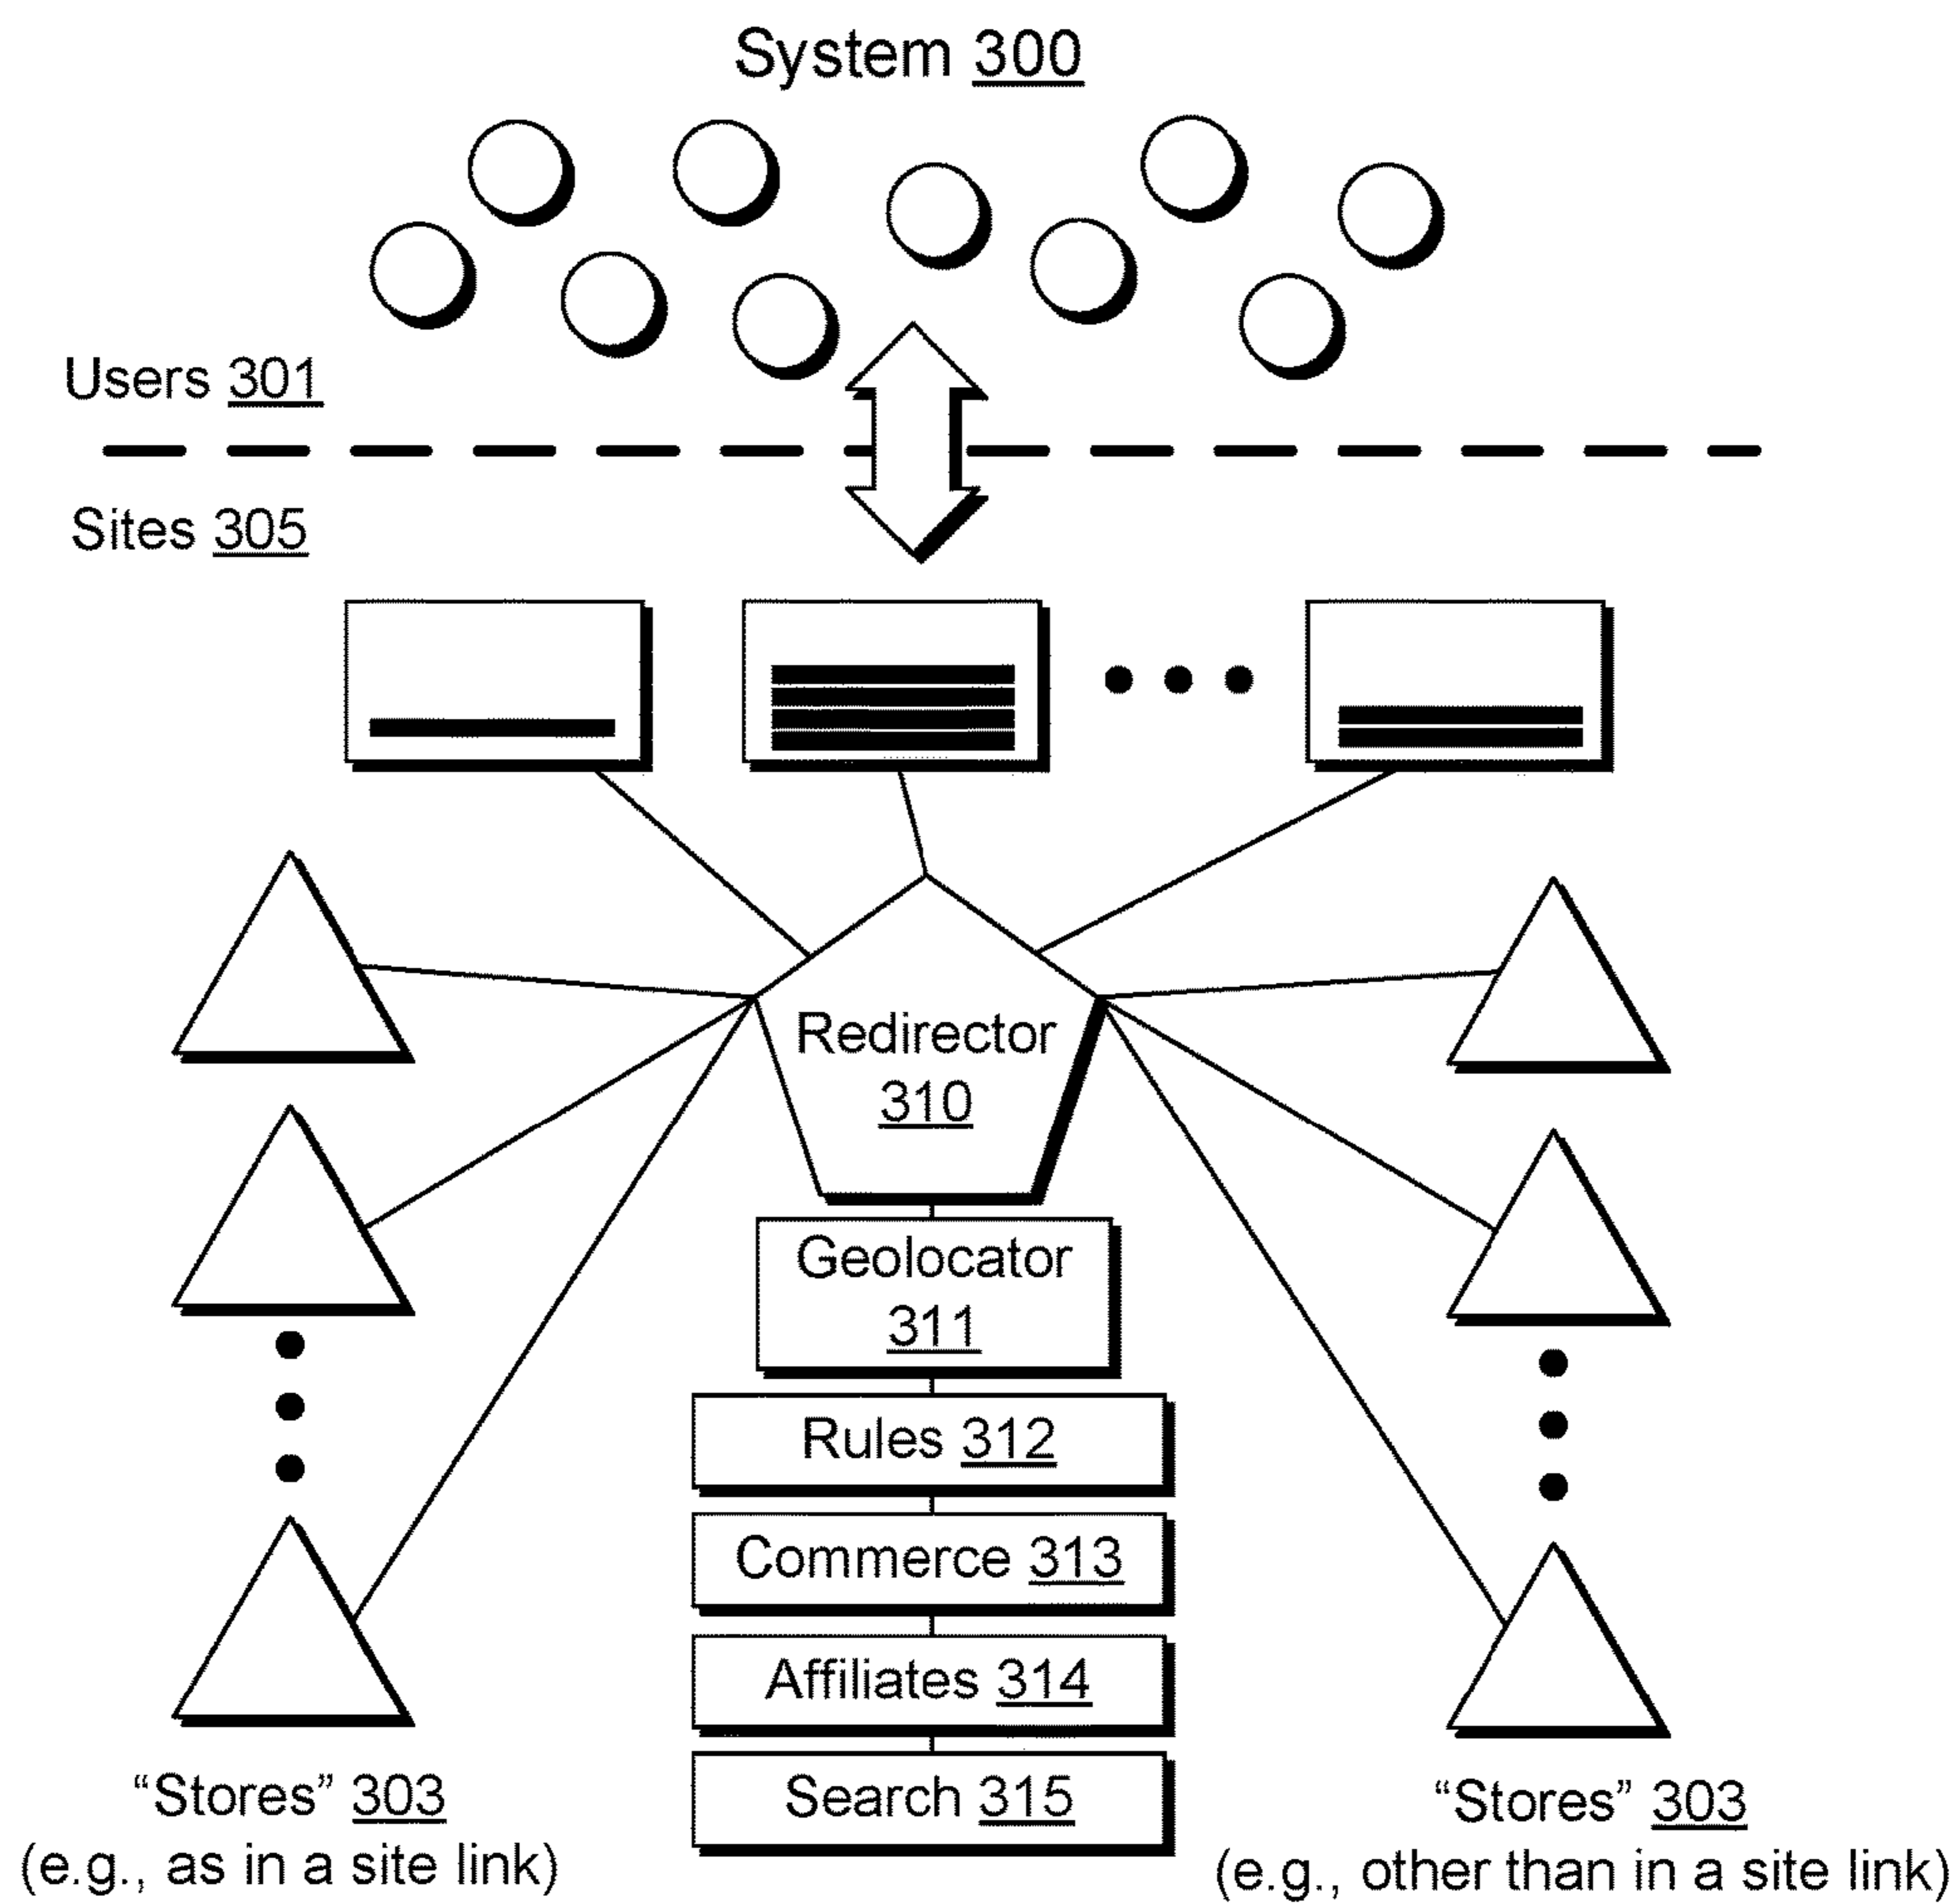 System 300
Users 301
Sites 305
Redirector
310
Geolocator
311
Rules 312
Commerce 313
Affiliates 314
Search 315
“Stores” 303
(e.g., as in a site link)
“Stores” 303
(e.g., other than in a site link)